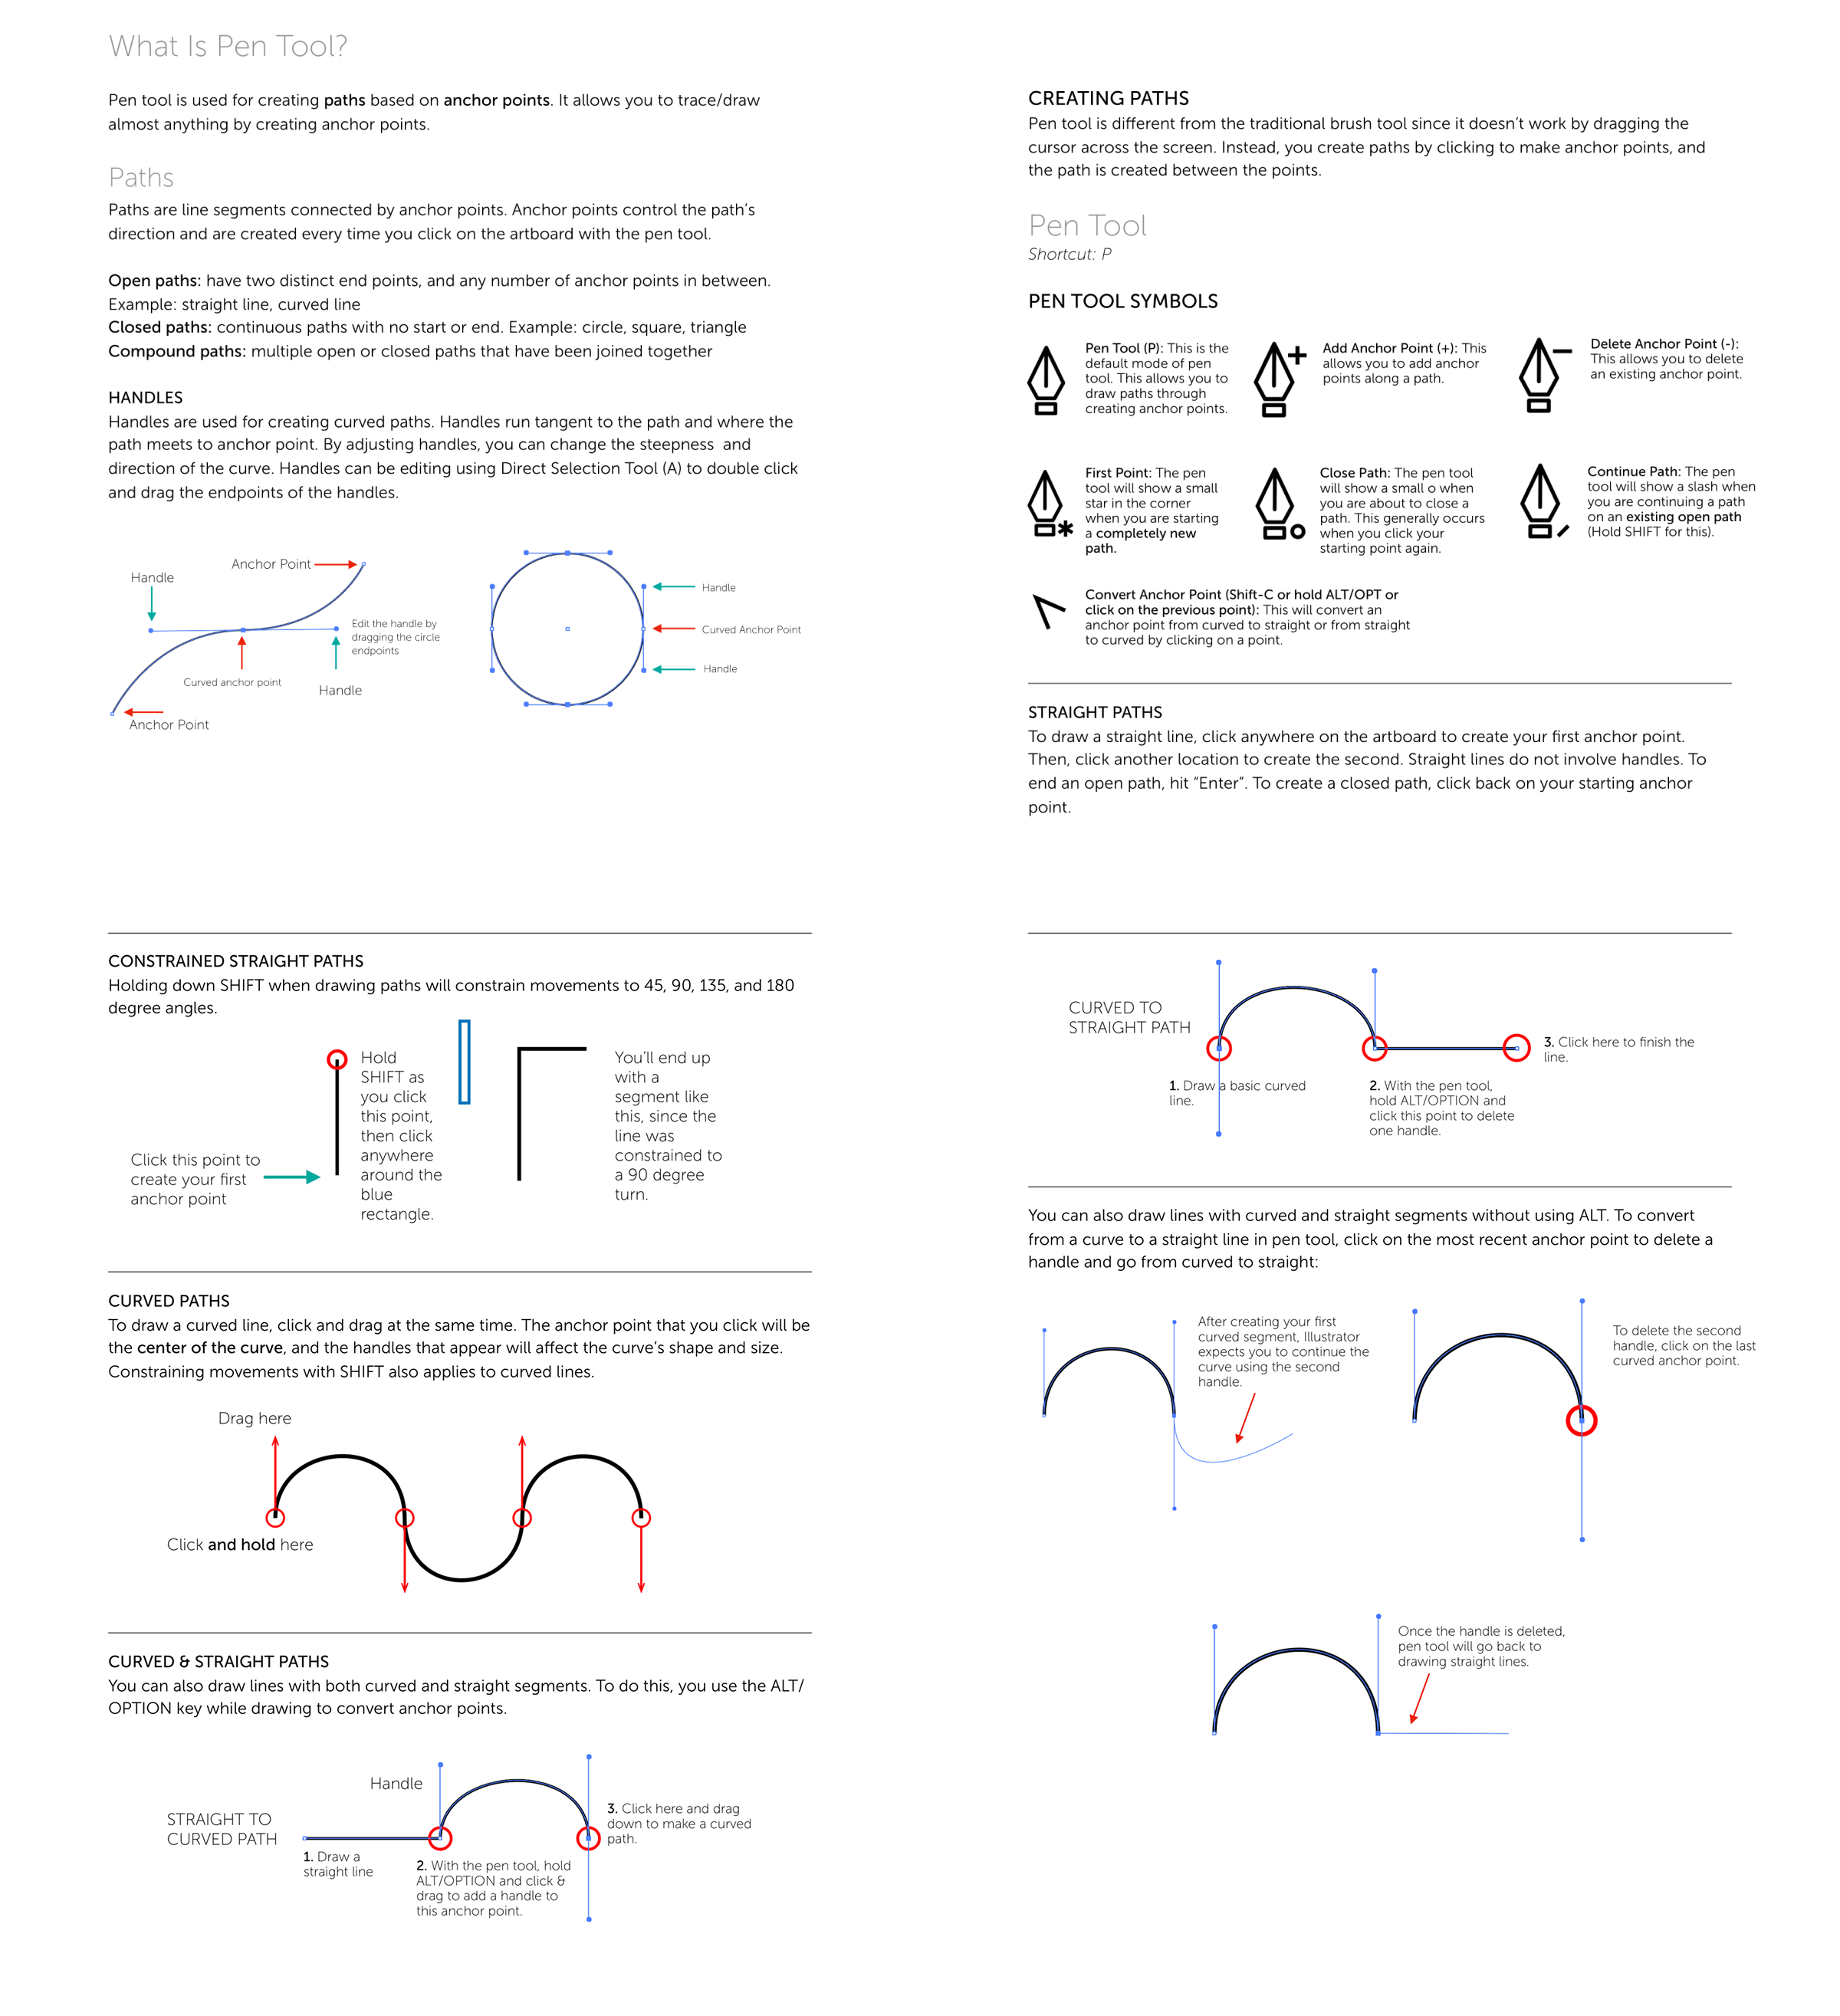 What Is Pen Tool?
Pen tool is used for creating paths based on anchor points. It allows you to trace/draw
almost anything by creating anchor points.
Paths
Paths are line segments connected by anchor points. Anchor points control the path's
direction and are created every time you click on the artboard with the pen tool.
Open paths: have two distinct end points, and any number of anchor points in between.
Example: straight line, curved line
Closed paths: continuous paths with no start or end. Example: circle, square, triangle
Compound paths: multiple open or closed paths that have been joined together
HANDLES
Handles are used for creating curved paths. Handles run tangent to the path and where the
path meets to anchor point. By adjusting handles, you can change the steepness  and
direction of the curve. Handles can be editing using Direct Selection Tool (A) to double click
and drag the endpoints of the handles.
Anchor Point
Handle
Edit the handle by
dragging the circle
endpoints
Curved anchor point
Handle
Anchor Point
Handle
Curved Anchor Point
Handle
CREATING PATHS
Pen tool is different from the traditional brush tool since it doesn't work by dragging the
cursor across the screen. Instead, you create paths by clicking to make anchor points, and
the path is created between the points.
Pen Tool
Shortcut: P
PEN TOOL SYMBOLS
Pen Tool (P): This is the
default mode of pen
tool. This allows you to
draw paths through
creating anchor points.
Add Anchor Point (+): This
allows you to add anchor
points along a path.
Delete Anchor Point (-):
This allows you to delete
an existing anchor point.
First Point: The pen
tool will show a small
star in the corner
when you are starting
a completely new
path.
Close Path: The pen tool
will show a small o when
you are about to close a
path. This generally occurs
when you click your
starting point again.
Continue Path: The pen
tool will show a slash when
you are continuing a path
on an existing open path
(Hold SHIFT for this).
Convert Anchor Point (Shift-C or hold ALT/OPT or
click on the previous point): This will convert an
anchor point from curved to straight or from straight
to curved by clicking on a point.
STRAIGHT PATHS
To draw a straight line, click anywhere on the artboard to create your first anchor point.
Then, click another location to create the second. Straight lines do not involve handles. To
end an open path, hit "Enter". To create a closed path, click back on your starting anchor
point.
CONSTRAINED STRAIGHT PATHS
Holding down SHIFT when drawing paths will constrain movements to 45, 90, 135, and 180
degree angles.
Click this point to
create your first
anchor point
Hold
SHIFT as
you click
this point,
then click
anywhere
around the
blue
rectangle.
You'll end up
with a
segment like
this, since the
line was
constrained to
a 90 degree
turn.
CURVED PATHS
To draw a curved line, click and drag at the same time. The anchor point that you click will be
the center of the curve, and the handles that appear will affect the curve's shape and size.
Constraining movements with SHIFT also applies to curved lines.
Drag here
Click and hold here
CURVED & STRAIGHT PATHS
You can also draw lines with both curved and straight segments. To do this, you use the ALT/
OPTION key while drawing to convert anchor points.
Handle
STRAIGHT TO
CURVED PATH
1. Draw a
straight line
2. With the pen tool, hold
ALT/OPTION and click &
drag to add a handle to
this anchor point.
3. Click here and drag
down to make a curved
path.
CURVED TO
STRAIGHT PATH
1. Draw a basic curved
line.
2. With the pen tool,
hold ALT/OPTION and
click this point to delete
one handle.
3. Click here to finish the
line.
You can also draw lines with curved and straight segments without using ALT. To convert
from a curve to a straight line in pen tool, click on the most recent anchor point to delete a
handle and go from curved to straight:
After creating your first
curved segment, Illustrator
expects you to continue the
curve using the second
handle.
To delete the second
handle, click on the last
curved anchor point.
Once the handle is deleted,
pen tool will go back to
drawing straight lines.